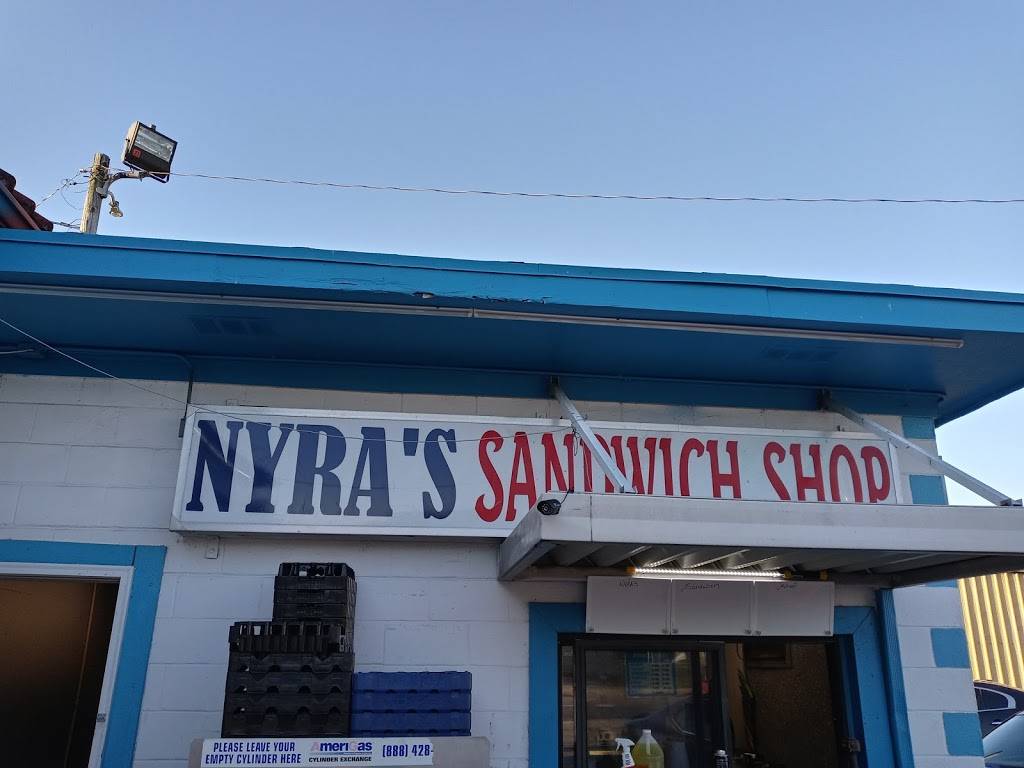 NYRA'S SANDWICH SHOP
PLEASE LEAVE YOUR
EMPTY CYLINDER HERE
AmeriGas
CYLINDER EXCHANGE
(888) 428-